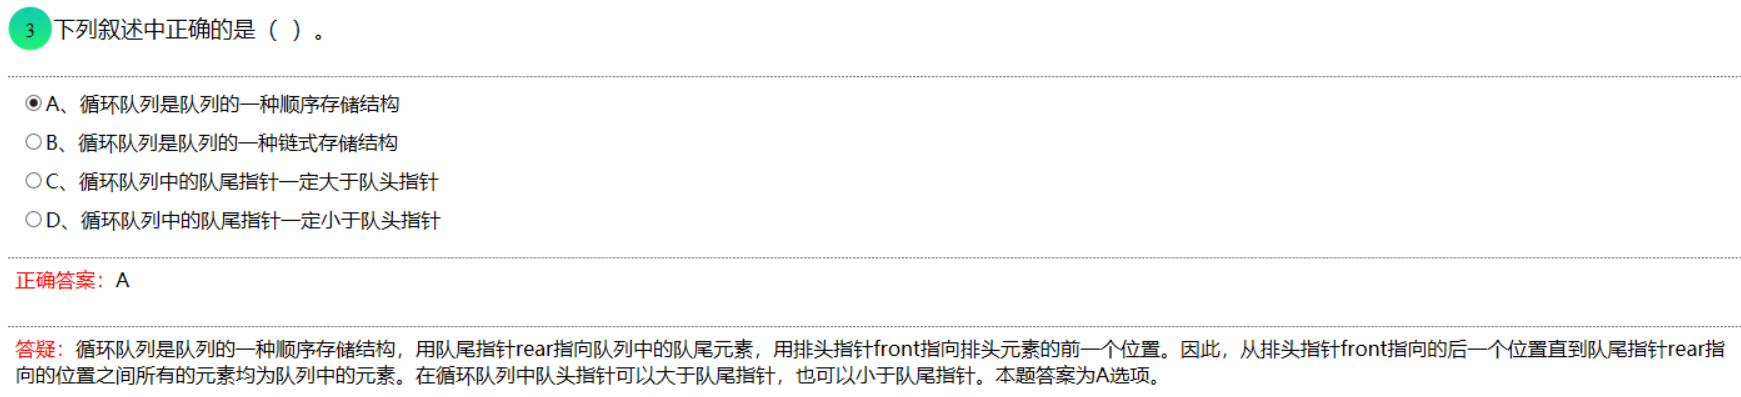 3 下列叙述中正确的是（ ）。
A、循环队列是队列的一种顺序存储结构
B、循环队列是队列的一种链式存储结构
C、循环队列中的队尾指针一定大于队头指针
D、循环队列中的队尾指针一定小于队头指针
正确答案：A
答疑：循环队列是队列的一种顺序存储结构，用队尾指针rear指向队列中的队尾元素，用排头指针front指向排头元素的前一个位置。因此，从排头指针front指向的后一个位置直到队尾指针rear指
向的位置之间所有的元素均为队列中的元素。在循环队列中队头指针可以大于队尾指针，也可以小于队尾指针。本题答案为A选项。